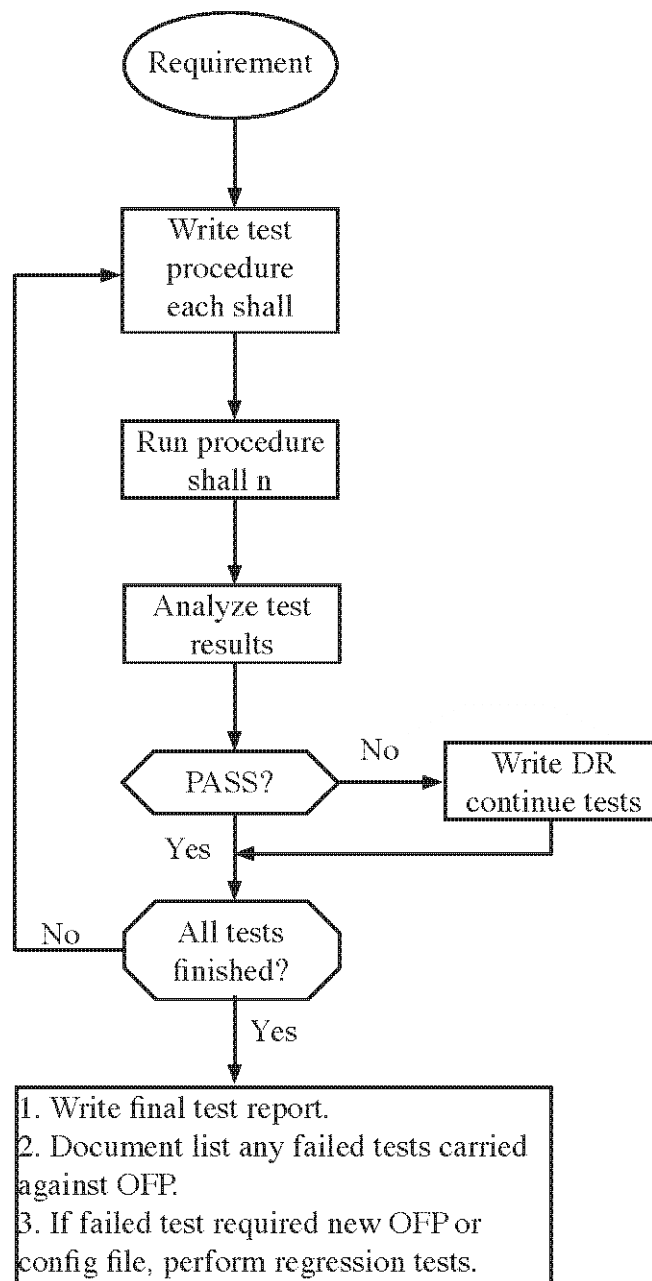 Requirement
Write test
procedure
each shall
Run procedure
shall n
Analyze test
results
PASS?
No
Write DR
continue tests
Yes
No
All tests
finished?
Yes
1. Write final test report.
2. Document list any failed tests carried
against OFP.
3. If failed test required new OFP or
config file, perform regression tests.